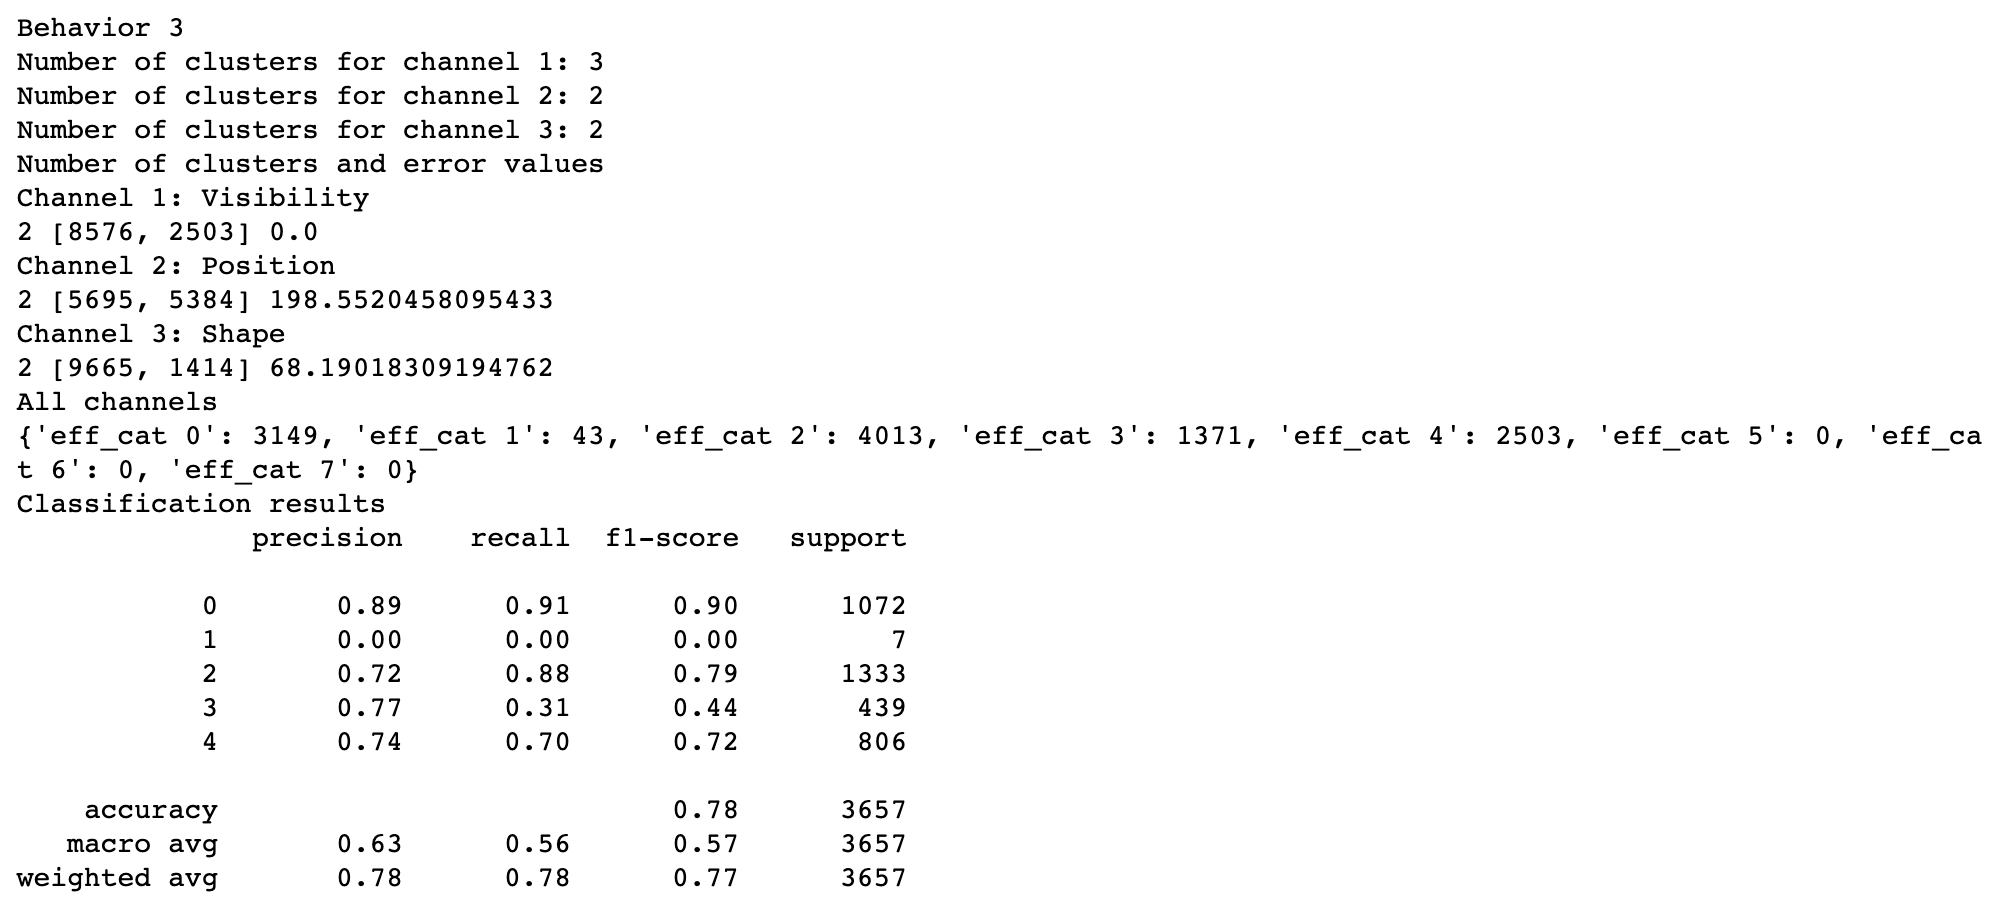 Behavior 3
Number of clusters for channel 1: 3
Number of clusters for channel 2: 2
Number of clusters for channel 3: 2
Number of clusters and error values
Channel 1: Visibility
2 [8576, 2503] 0.0
Channel 2: Position
2 [5695, 5384] 198.5520458095433
Channel 3: Shape
2 [9665, 1414] 68.19018309194762
All channels
{'eff_cat 0': 3149, 'eff_cat 1': 43, 'eff_cat 2': 4013, 'eff_cat 3': 1371, 'eff_cat 4': 2503, 'eff_cat 5': 0, 'eff_ca
t 6': 0, 'eff_cat 7': 0}
Classification results
              precision    recall  f1-score   support

           0       0.89      0.91      0.90      1072
           1       0.00      0.00      0.00         7
           2       0.72      0.88      0.79      1333
           3       0.77      0.31      0.44       439
           4       0.74      0.70      0.72       806

    accuracy                           0.78      3657
   macro avg       0.63      0.56      0.57      3657
weighted avg       0.78      0.78      0.77      3657